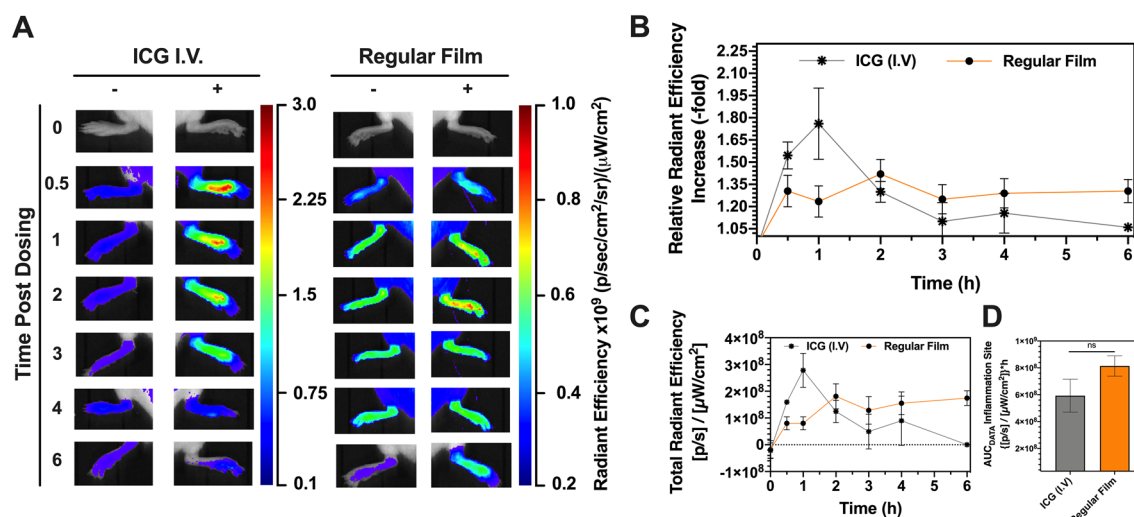 A
ICG I.V.
Regular Film
- +
- +
Time Post Dosing
0
0.5
1
2
3
4
6
3.0
2.25
1.5
0.75
0.1
1.0
0.8
0.6
0.4
0.2
Radiant Efficiency x10⁹ (p/sec/cm²/sr)/(μW/cm²)
B
Relative Radiant Efficiency
Increase (-fold)
2.25
2.10
1.95
1.80
1.65
1.50
1.35
1.20
1.05
ICG (I.V)
Regular Film
0 1 2 3 4 5 6
Time (h)
C
Total Radiant Efficiency
[p/s] / [μW/cm²]
4×10⁸
3×10⁸
2×10⁸
1×10⁸
0
-1×10⁸
ICG (I.V)
Regular Film
0 1 2 3 4 5 6
Time (h)
D
AUC_DATA Inflammation Site
{[p/s] / [μW/cm²]}*h
1×10⁹
8×10⁸
6×10⁸
4×10⁸
2×10⁸
ns
ICG (I.V)
Regular Film